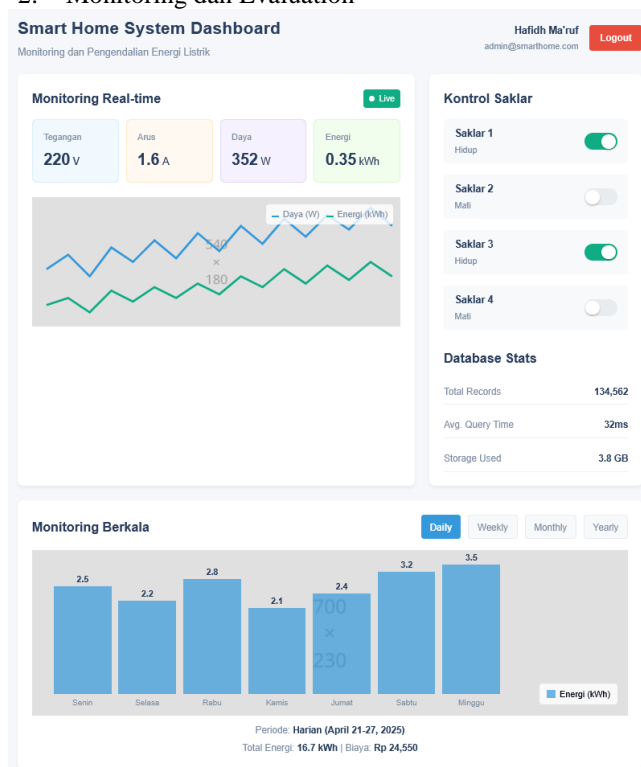 2. Monitoring dan Evaluation
Smart Home System Dashboard
Monitoring dan Pengendalian Energi Listrik
Hafidh Ma'ruf
admin@smarthome.com
Logout
Monitoring Real-time
Live
Tegangan
220 V
Arus
1.6 A
Daya
352 W
Energi
0.35 kWh
Daya (W) Energi (kWh)
540
×
180
Kontrol Saklar
Saklar 1
Hidup
Saklar 2
Mati
Saklar 3
Hidup
Saklar 4
Mati
Database Stats
Total Records 134,562
Avg. Query Time 32ms
Storage Used 3.8 GB
Monitoring Berkala
Daily Weekly Monthly Yearly
2.5 2.2 2.8 2.1 2.4 3.2 3.5
700
×
230
Senin Selasa Rabu Kamis Jumat Sabtu Minggu
Energi (kWh)
Periode: Harian (April 21-27, 2025)
Total Energi: 16.7 kWh | Biaya: Rp 24,550